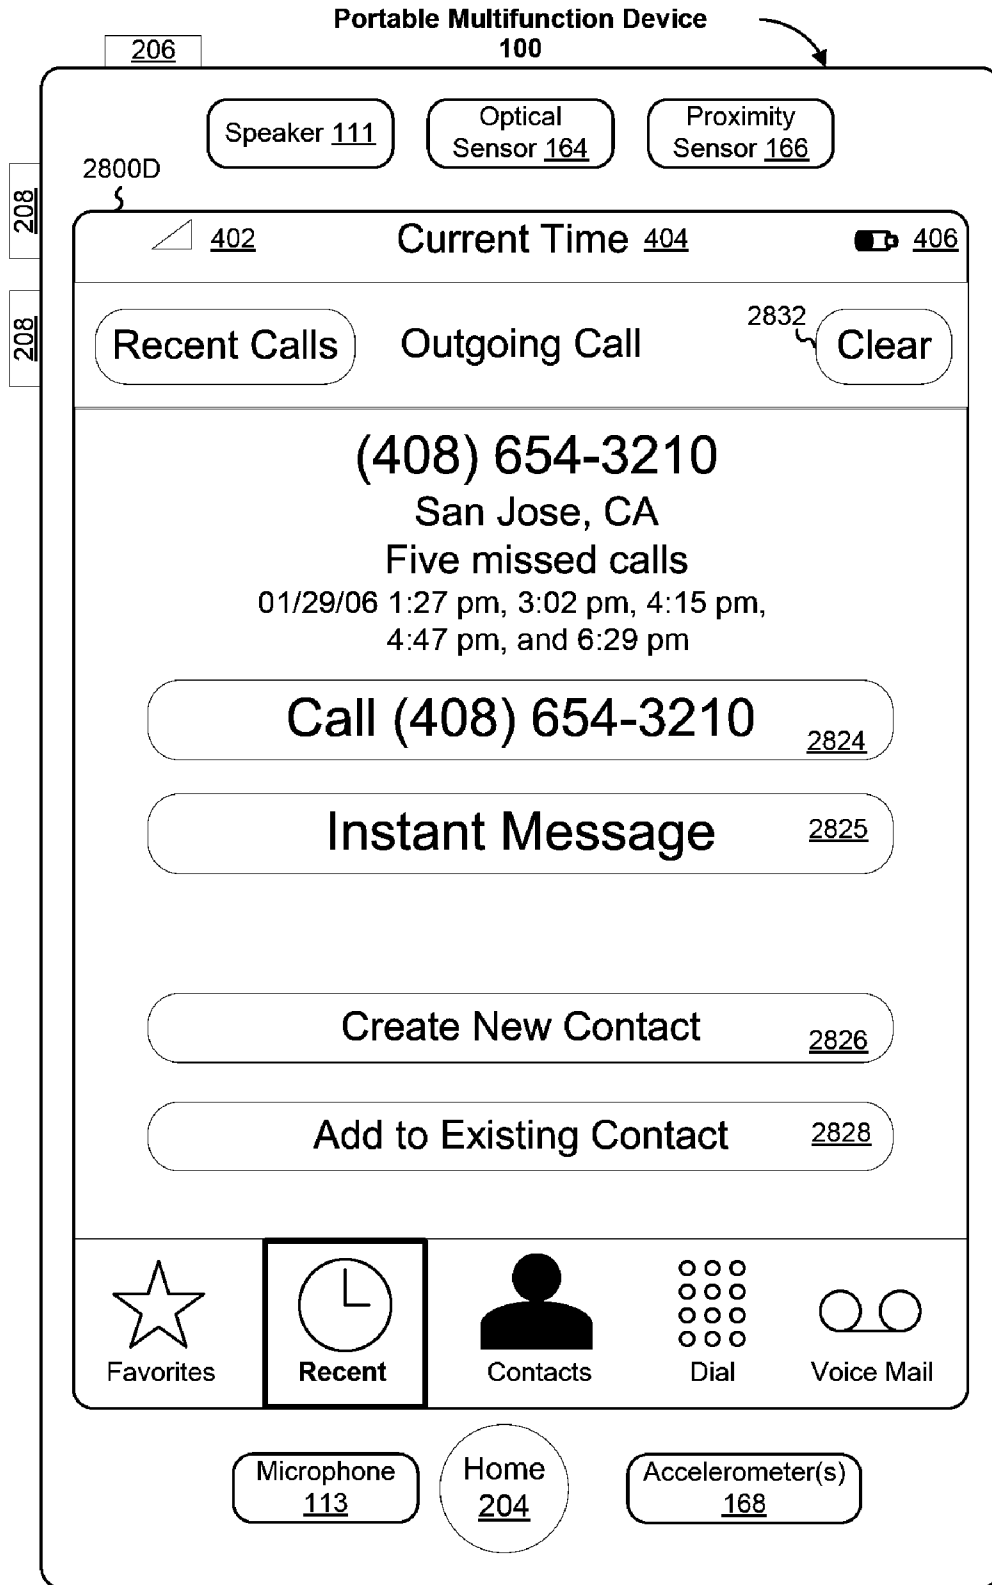 Portable Multifunction Device
100
206
Speaker 111
Optical
Sensor 164
Proximity
Sensor 166
2800D
208
208
402
Current Time 404
406
Recent Calls
Outgoing Call
2832
Clear
(408) 654-3210
San Jose, CA
Five missed calls
01/29/06 1:27 pm, 3:02 pm, 4:15 pm,
4:47 pm, and 6:29 pm
Call (408) 654-3210
2824
Instant Message
2825
Create New Contact
2826
Add to Existing Contact
2828
Favorites
Recent
Contacts
Dial
Voice Mail
Microphone
113
Home
204
Accelerometer(s)
168